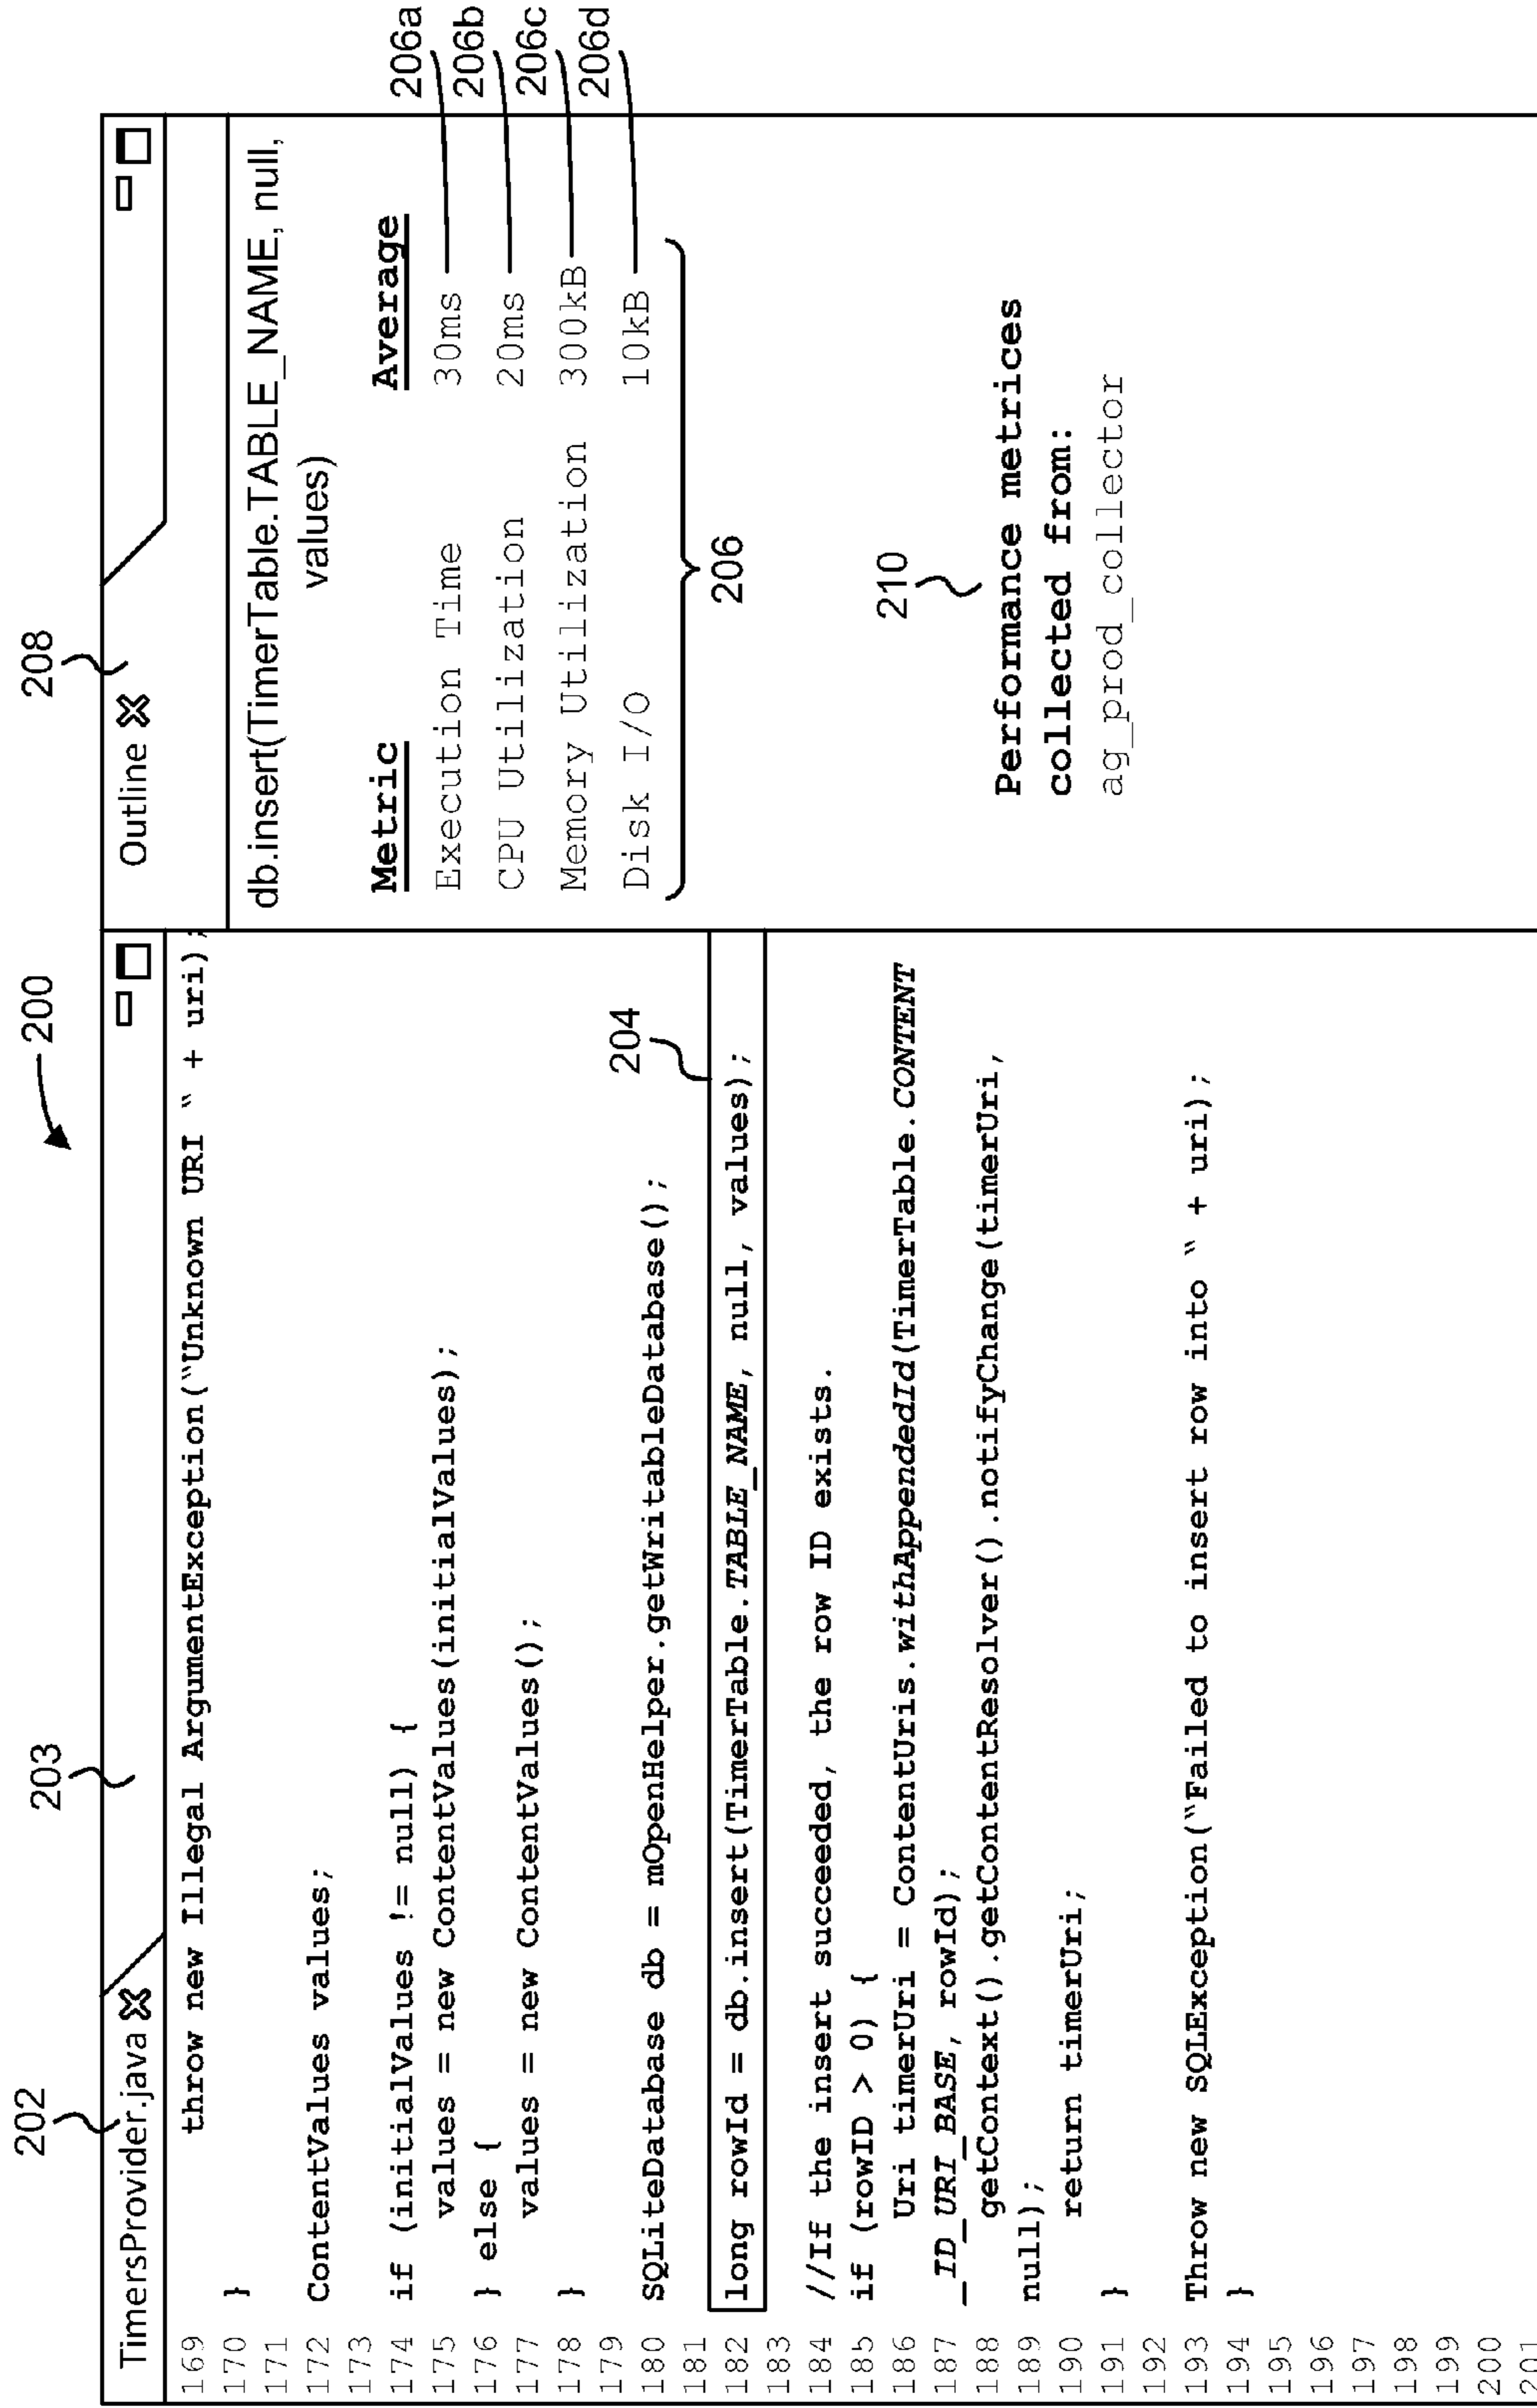 200
202
203
208
TimersProvider.java
169 throw new Illegal ArgumentException(“Unknown URI “ + uri);
170 }
171
172 ContentValues values;
173
174 if (initialValues != null) {
175 values = new ContentValues(initialValues);
176 } else {
177 values = new ContentValues();
178 }
179
180 SQLiteDatabase db = mOpenHelper.getWritableDatabase();
181
204
182 long rowId = db.insert(TimerTable.TABLE_NAME, null, values);
183
184 //If the insert succeeded, the row ID exists.
185 if (rowID > 0) {
186 Uri timerUri = ContentUris.withAppendedId(TimerTable.CONTENT
187 _ID_URI_BASE, rowId);
188 getContext().getContentResolver().notifyChange(timerUri,
189 null);
190 return timerUri;
191 }
192
193 Throw new SQLException(“Failed to insert row into “ + uri);
194 }
195
196
197
198
199
200
201
Outline
db.insert(TimerTable.TABLE_NAME, null,
values)
Metric Average
Execution Time 30ms 206a
CPU Utilization 20ms 206b
Memory Utilization 300kB 206c
Disk I/O 10kB 206d
206
210
Performance metrices
collected from:
ag_prod_collector